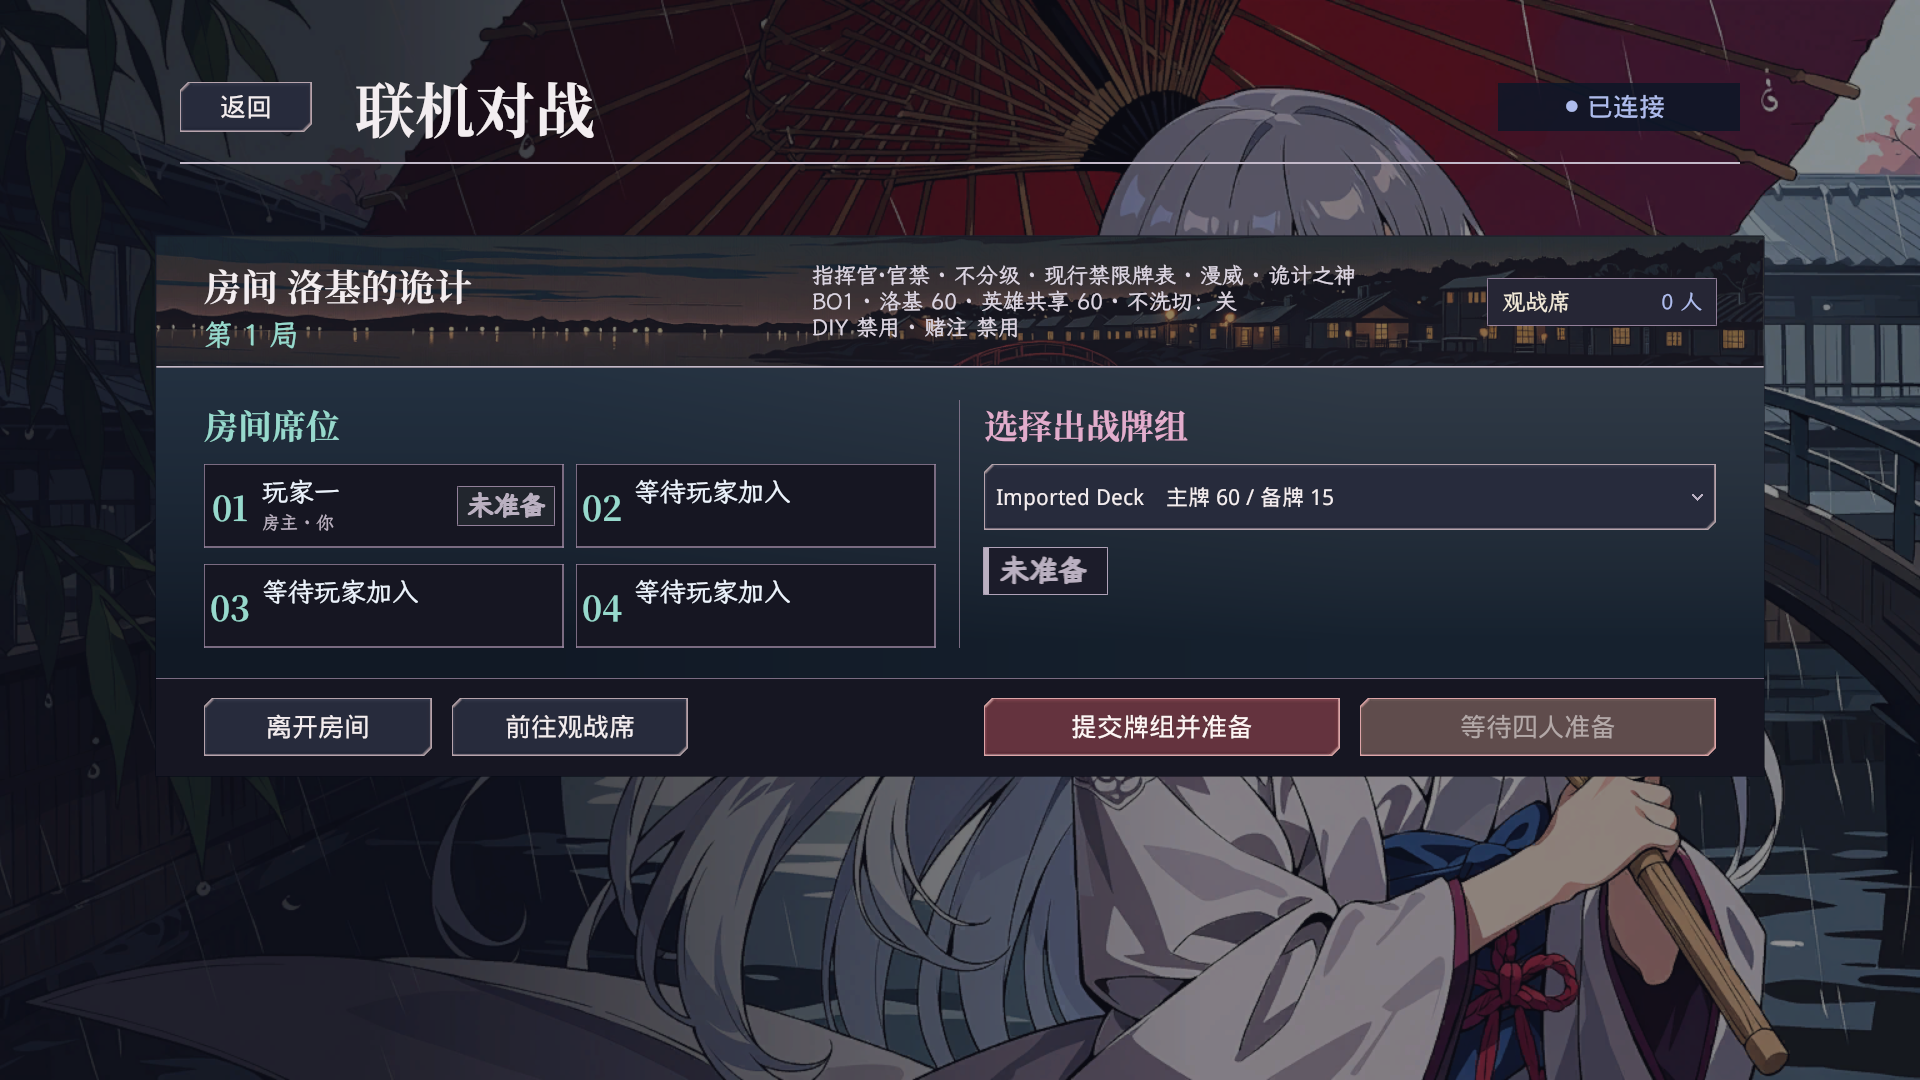 返回
联机对战
已连接
房间 洛基的诡计
第 1 局
指挥官·官禁 · 不分级 · 现行禁限牌表 · 漫威 · 诡计之神
BO1 · 洛基 60 · 英雄共享 60 · 不洗切：关
DIY 禁用 · 赌注 禁用
观战席 0 人
房间席位
01 玩家一 未准备
房主 · 你
02 等待玩家加入
03 等待玩家加入
04 等待玩家加入
选择出战牌组
Imported Deck 主牌 60 / 备牌 15
未准备
离开房间
前往观战席
提交牌组并准备
等待四人准备